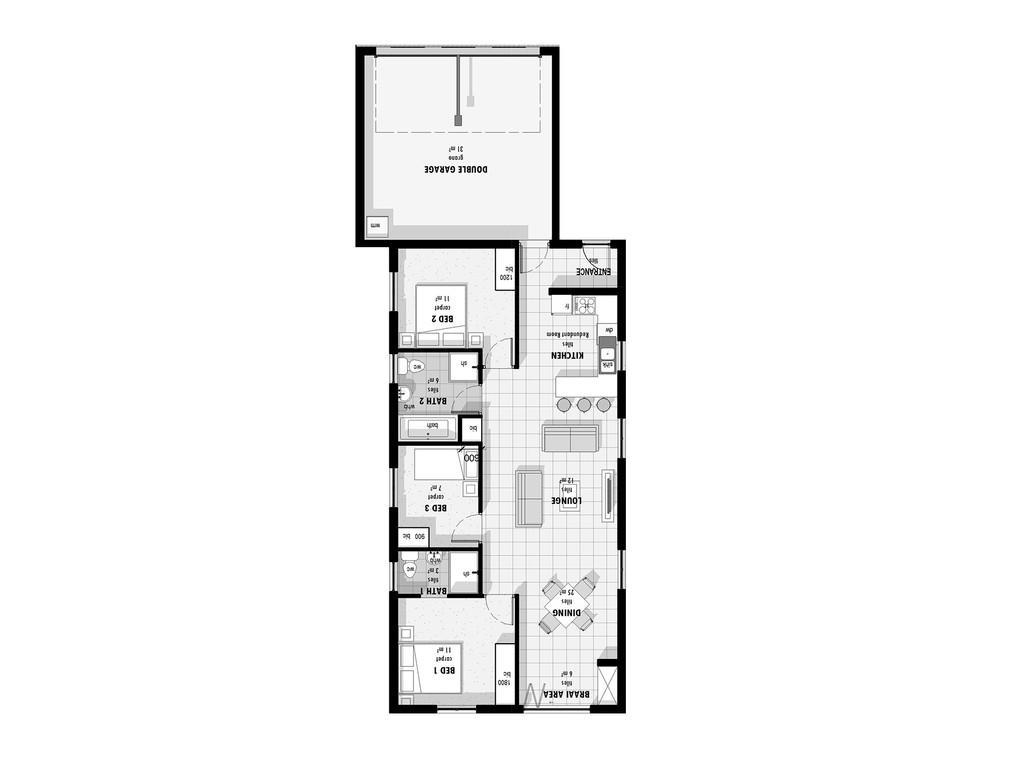 DOUBLE GARAGE
grano
31 m²
wm
ENTRANCE
tiles
bic
1200
BED 2
carpet
11 m²
fr
dw
KITCHEN
tiles
Redundant Room
sink
sh
wc
BATH 2
tiles
6 m²
whb
bath
bic
600
BED 3
carpet
7 m²
900
bic
LOUNGE
tiles
12 m²
whb
wc
BATH 1
tiles
3 m²
sh
DINING
tiles
25 m²
BED 1
carpet
11 m²
bic
1800
BRAAI AREA
tiles
6 m²